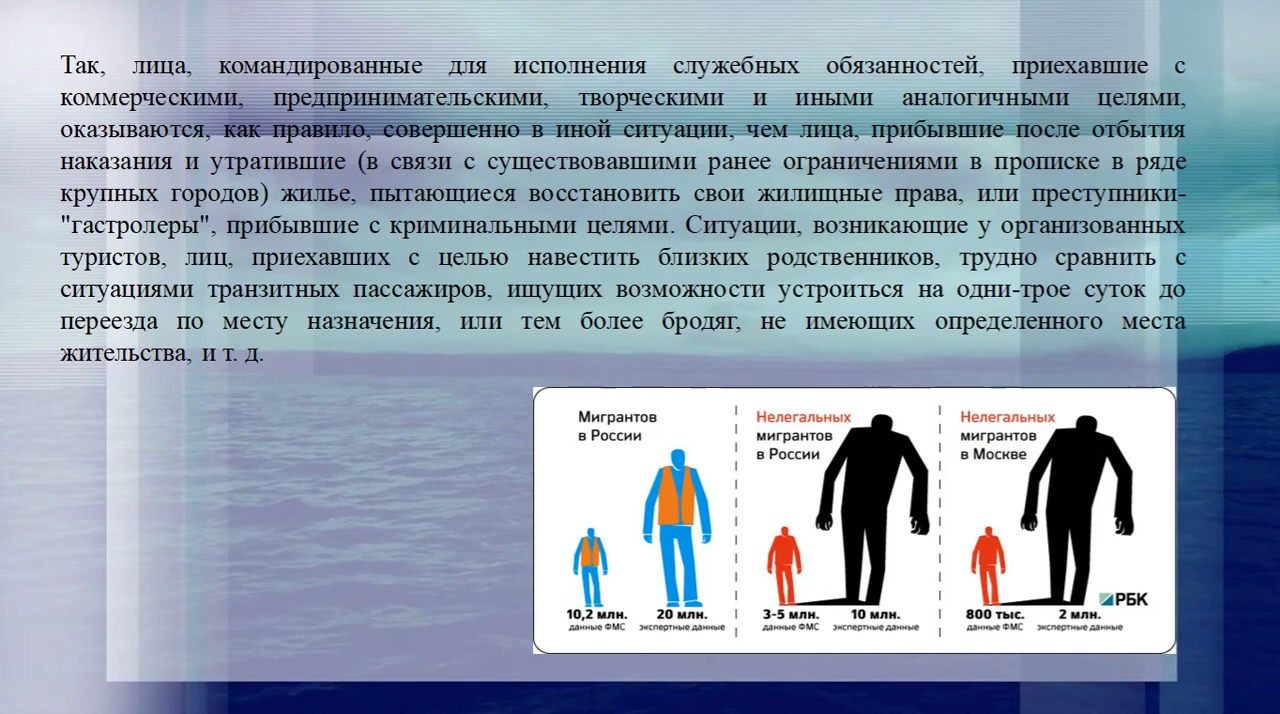 Так, лица, командированные для исполнения служебных обязанностей, приехавшие с
коммерческими, предпринимательскими, творческими и иными аналогичными целями,
оказываются, как правило, совершенно в иной ситуации, чем лица, прибывшие после отбытия
наказания и утратившие (в связи с существовавшими ранее ограничениями в прописке в ряде
крупных городов) жилье, пытающиеся восстановить свои жилищные права, или преступники-
"гастролеры", прибывшие с криминальными целями. Ситуации, возникающие у организованных
туристов, лиц, приехавших с целью навестить близких родственников, трудно сравнить с
ситуациями транзитных пассажиров, ищущих возможности устроиться на одни-трое суток до
переезда по месту назначения, или тем более бродяг, не имеющих определенного места
жительства, и т. д.
Мигрантов
в России
10,2 млн.
данные ФМС
20 млн.
экспертные данные
Нелегальных
мигрантов
в России
3-5 млн.
данные ФМС
10 млн.
экспертные данные
Нелегальных
мигрантов
в Москве
800 тыс.
данные ФМС
2 млн.
экспертные данные
РБК